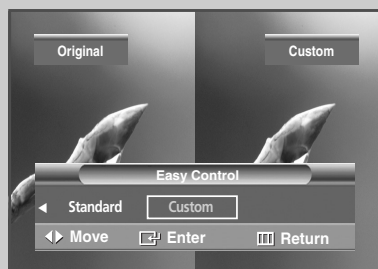 Original
Custom
Easy Control
Standard
Custom
Move
Enter
Return